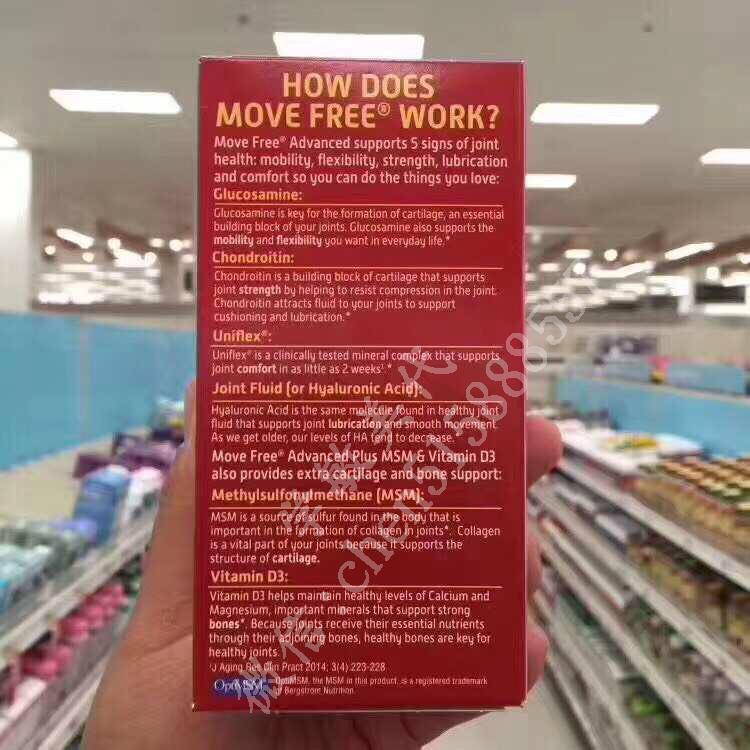 HOW DOES
MOVE FREE® WORK?
Move Free® Advanced supports 5 signs of joint
health: mobility, flexibility, strength, lubrication
and comfort so you can do the things you love:
Glucosamine:
Glucosamine is key for the formation of cartilage, an essential
building block of your joints. Glucosamine also supports the
mobility and flexibility you want in everyday life.*
Chondroitin:
Chondroitin is a building block of cartilage that supports
joint strength by helping to resist compression in the joint.
Chondroitin attracts fluid to your joints to support
cushioning and lubrication.*
Uniflex®:
Uniflex® is a clinically tested mineral complex that supports
joint comfort in as little as 2 weeks¹.*
Joint Fluid (or Hyaluronic Acid):
Hyaluronic Acid is the same molecule found in healthy joint
fluid that supports joint lubrication and smooth movement.
As we get older, our levels of HA tend to decrease.*
Move Free® Advanced Plus MSM & Vitamin D3
also provides extra cartilage and bone support:
Methylsulfonylmethane (MSM):
MSM is a source of sulfur found in the body that is
important in the formation of collagen in joints*. Collagen
is a vital part of your joints because it supports the
structure of cartilage.
Vitamin D3:
Vitamin D3 helps maintain healthy levels of Calcium and
Magnesium, important minerals that support strong
bones*. Because joints receive their essential nutrients
through their adjoining bones, healthy bones are key for
healthy joints.
¹J Aging Res Clin Pract 2014; 3(4):223-228.
OptiMSM
OptiMSM, the MSM in this product, is a registered trademark
of Bergstrom Nutrition.